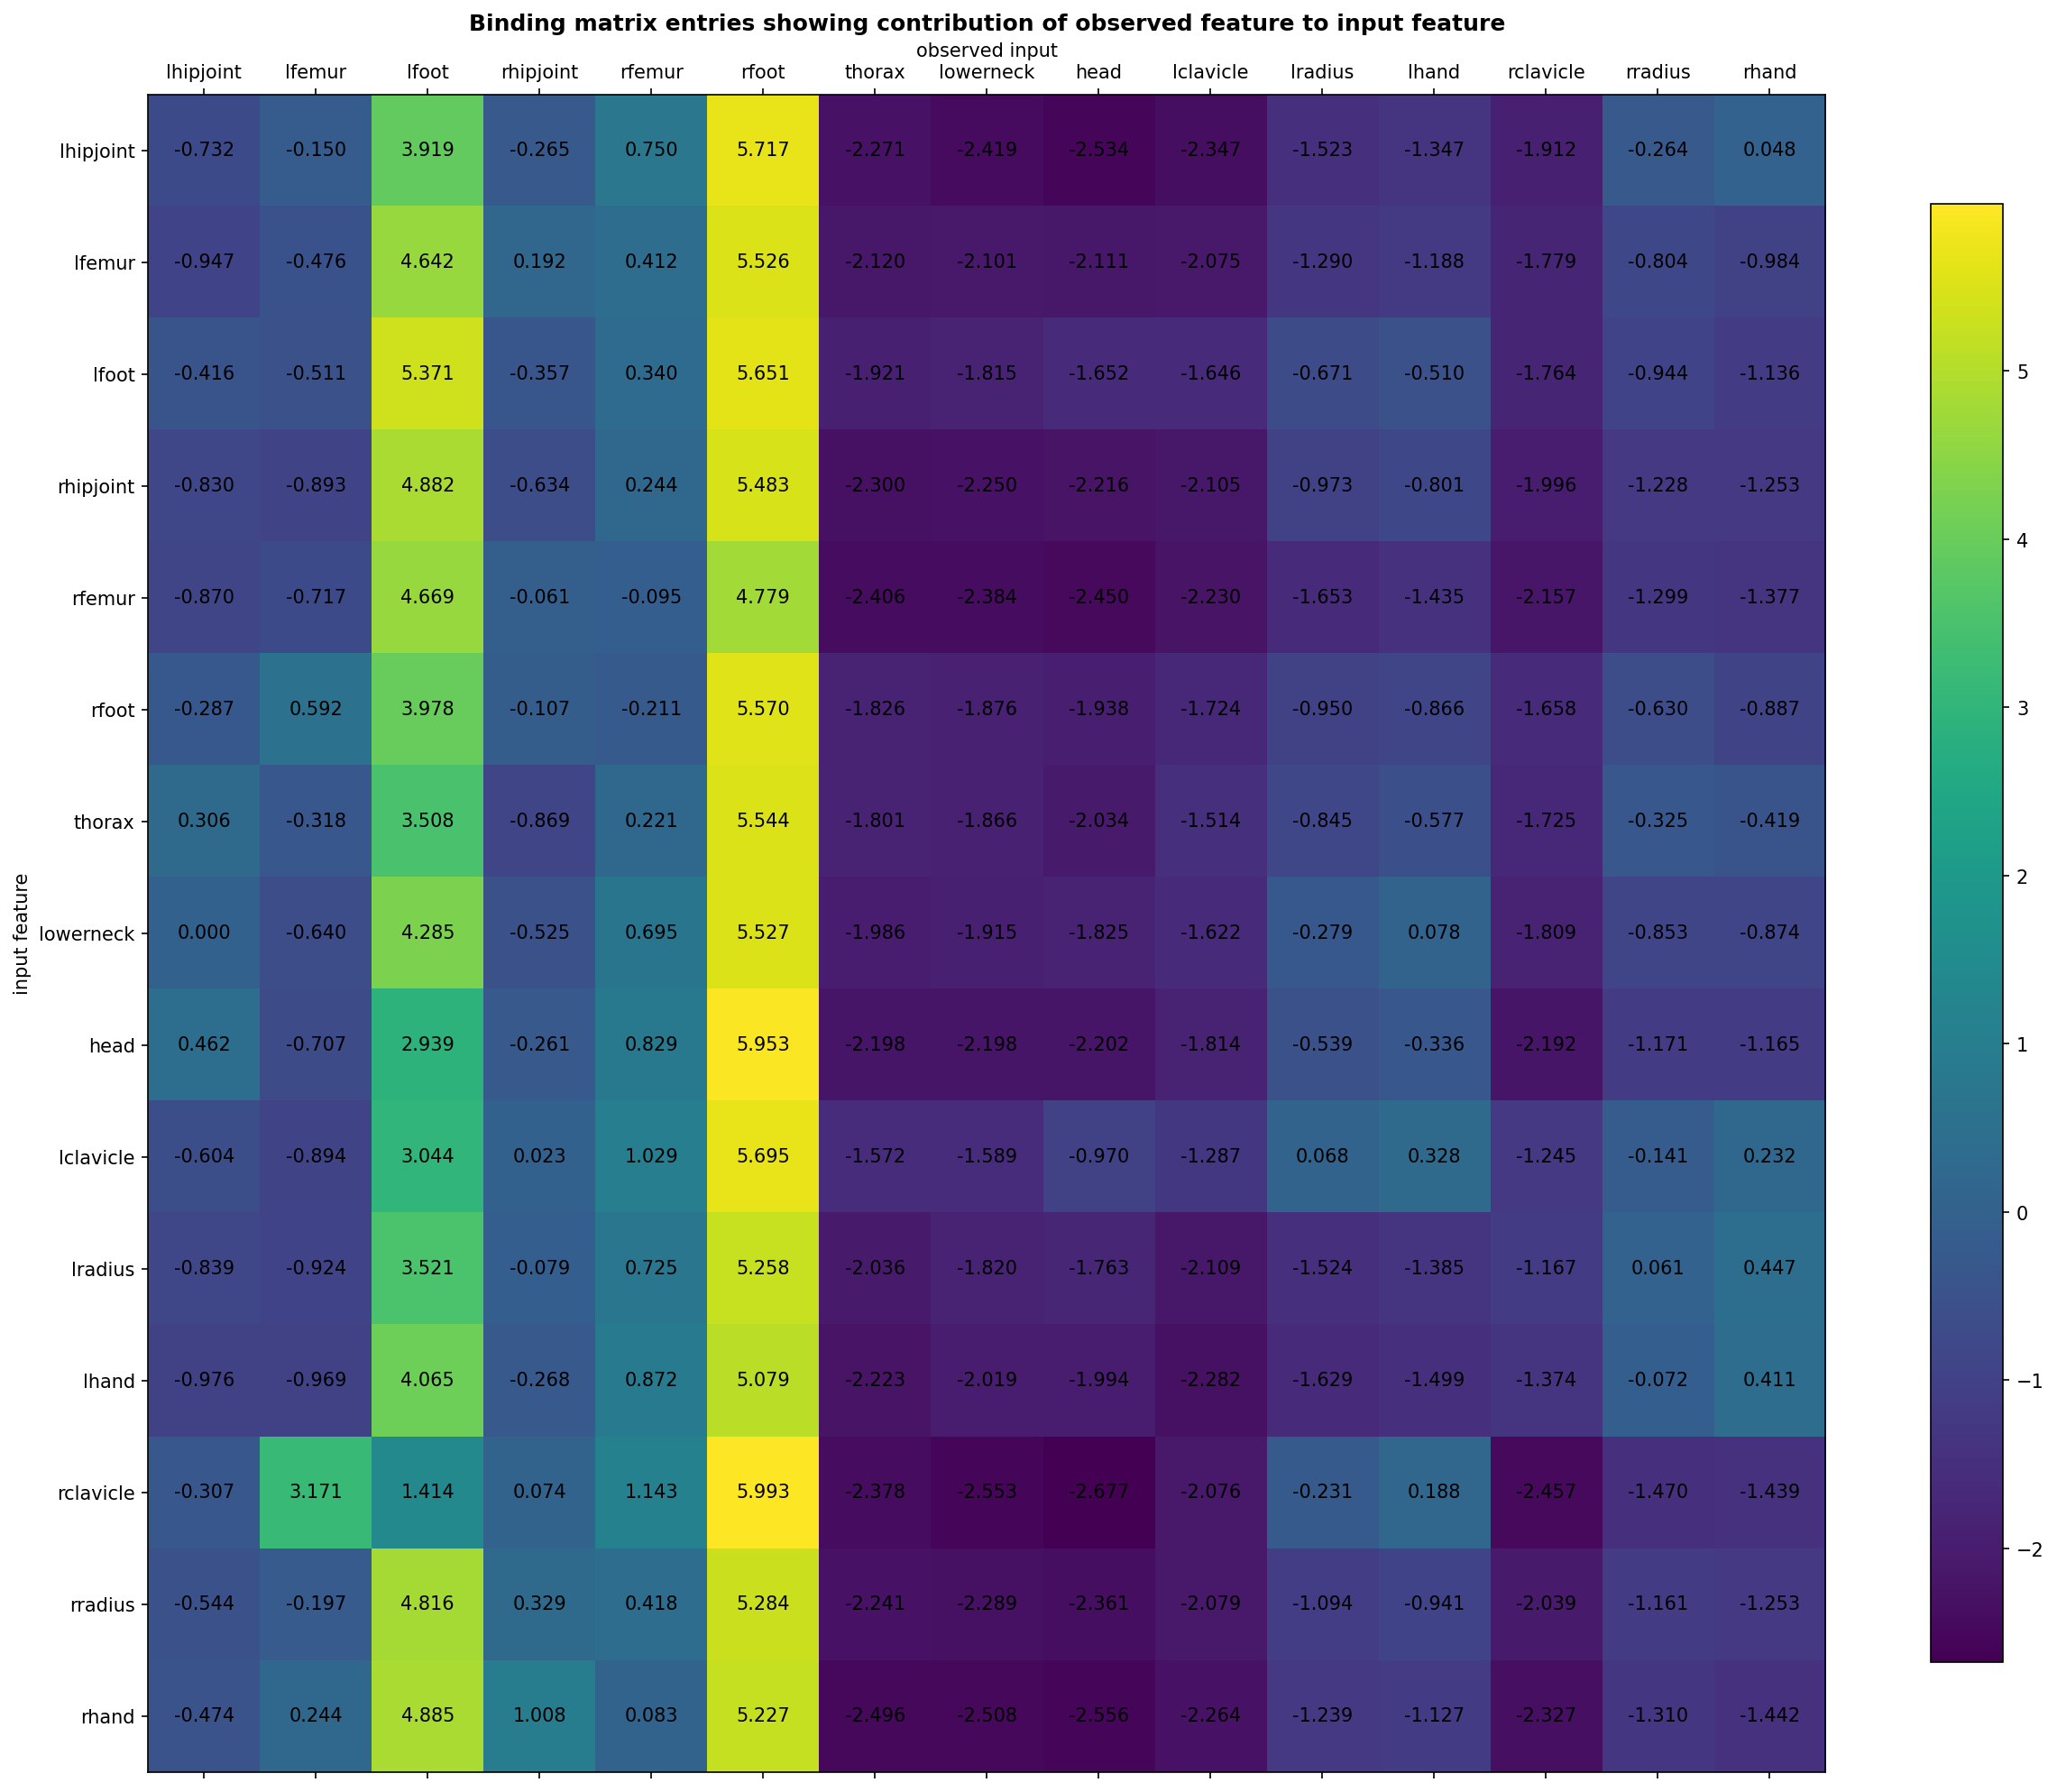 Binding matrix entries showing contribution of observed feature to input feature
observed input
lhipjoint lfemur lfoot rhipjoint rfemur rfoot thorax lowerneck head lclavicle lradius lhand rclavicle rradius rhand
lhipjoint -0.732 -0.150 3.919 -0.265 0.750 5.717 -2.271 -2.419 -2.534 -2.347 -1.523 -1.347 -1.912 -0.264 0.048
lfemur -0.947 -0.476 4.642 0.192 0.412 5.526 -2.120 -2.101 -2.111 -2.075 -1.290 -1.188 -1.779 -0.804 -0.984
lfoot -0.416 -0.511 5.371 -0.357 0.340 5.651 -1.921 -1.815 -1.652 -1.646 -0.671 -0.510 -1.764 -0.944 -1.136
rhipjoint -0.830 -0.893 4.882 -0.634 0.244 5.483 -2.300 -2.250 -2.216 -2.105 -0.973 -0.801 -1.996 -1.228 -1.253
rfemur -0.870 -0.717 4.669 -0.061 -0.095 4.779 -2.406 -2.384 -2.450 -2.230 -1.653 -1.435 -2.157 -1.299 -1.377
rfoot -0.287 0.592 3.978 -0.107 -0.211 5.570 -1.826 -1.876 -1.938 -1.724 -0.950 -0.866 -1.658 -0.630 -0.887
thorax 0.306 -0.318 3.508 -0.869 0.221 5.544 -1.801 -1.866 -2.034 -1.514 -0.845 -0.577 -1.725 -0.325 -0.419
lowerneck 0.000 -0.640 4.285 -0.525 0.695 5.527 -1.986 -1.915 -1.825 -1.622 -0.279 0.078 -1.809 -0.853 -0.874
head 0.462 -0.707 2.939 -0.261 0.829 5.953 -2.198 -2.198 -2.202 -1.814 -0.539 -0.336 -2.192 -1.171 -1.165
lclavicle -0.604 -0.894 3.044 0.023 1.029 5.695 -1.572 -1.589 -0.970 -1.287 0.068 0.328 -1.245 -0.141 0.232
lradius -0.839 -0.924 3.521 -0.079 0.725 5.258 -2.036 -1.820 -1.763 -2.109 -1.524 -1.385 -1.167 0.061 0.447
lhand -0.976 -0.969 4.065 -0.268 0.872 5.079 -2.223 -2.019 -1.994 -2.282 -1.629 -1.499 -1.374 -0.072 0.411
rclavicle -0.307 3.171 1.414 0.074 1.143 5.993 -2.378 -2.553 -2.677 -2.076 -0.231 0.188 -2.457 -1.470 -1.439
rradius -0.544 -0.197 4.816 0.329 0.418 5.284 -2.241 -2.289 -2.361 -2.079 -1.094 -0.941 -2.039 -1.161 -1.253
rhand -0.474 0.244 4.885 1.008 0.083 5.227 -2.496 -2.508 -2.556 -2.264 -1.239 -1.127 -2.327 -1.310 -1.442
input feature
5
4
3
2
1
0
−1
−2